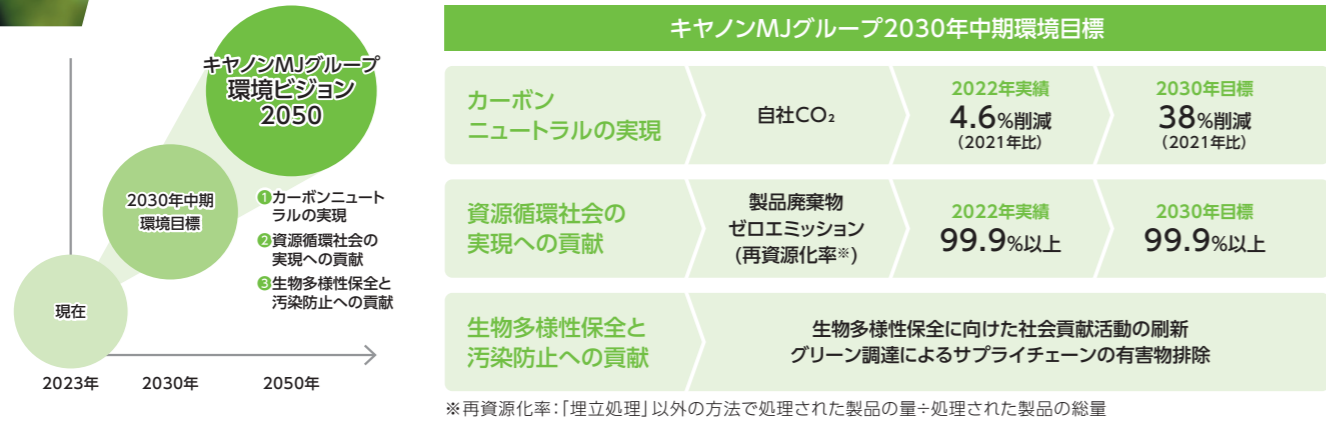 キヤノンMJグループ
環境ビジョン
2050
2030年中期
環境目標
現在
❶カーボンニュート
ラルの実現
❷資源循環社会の
実現への貢献
❸生物多様性保全と
汚染防止への貢献
2023年
2030年
2050年
キヤノンMJグループ2030年中期環境目標
カーボン
ニュートラルの実現
自社CO₂
2022年実績
4.6%削減
(2021年比)
2030年目標
38%削減
(2021年比)
資源循環社会の
実現への貢献
製品廃棄物
ゼロエミッション
(再資源化率※)
2022年実績
99.9%以上
2030年目標
99.9%以上
生物多様性保全と
汚染防止への貢献
生物多様性保全に向けた社会貢献活動の刷新
グリーン調達によるサプライチェーンの有害物排除
※再資源化率：「埋立処理」以外の方法で処理された製品の量÷処理された製品の総量